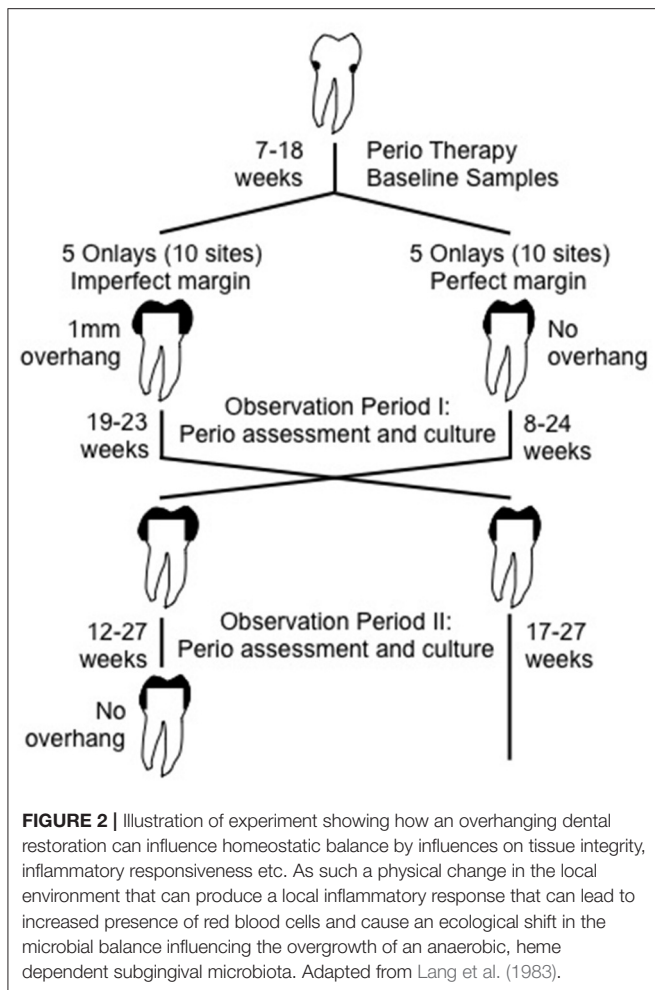 7-18
weeks
Perio Therapy
Baseline Samples
5 Onlays (10 sites)
Imperfect margin
5 Onlays (10 sites)
Perfect margin
1mm
overhang
No
overhang
Observation Period I:
Perio assessment and culture
19-23
weeks
8-24
weeks
12-27
weeks
Observation Period II:
Perio assessment and culture
17-27
weeks
No
overhang
FIGURE 2 | Illustration of experiment showing how an overhanging dental
restoration can influence homeostatic balance by influences on tissue integrity,
inflammatory responsiveness etc. As such a physical change in the local
environment that can produce a local inflammatory response that can lead to
increased presence of red blood cells and cause an ecological shift in the
microbial balance influencing the overgrowth of an anaerobic, heme
dependent subgingival microbiota. Adapted from Lang et al. (1983).